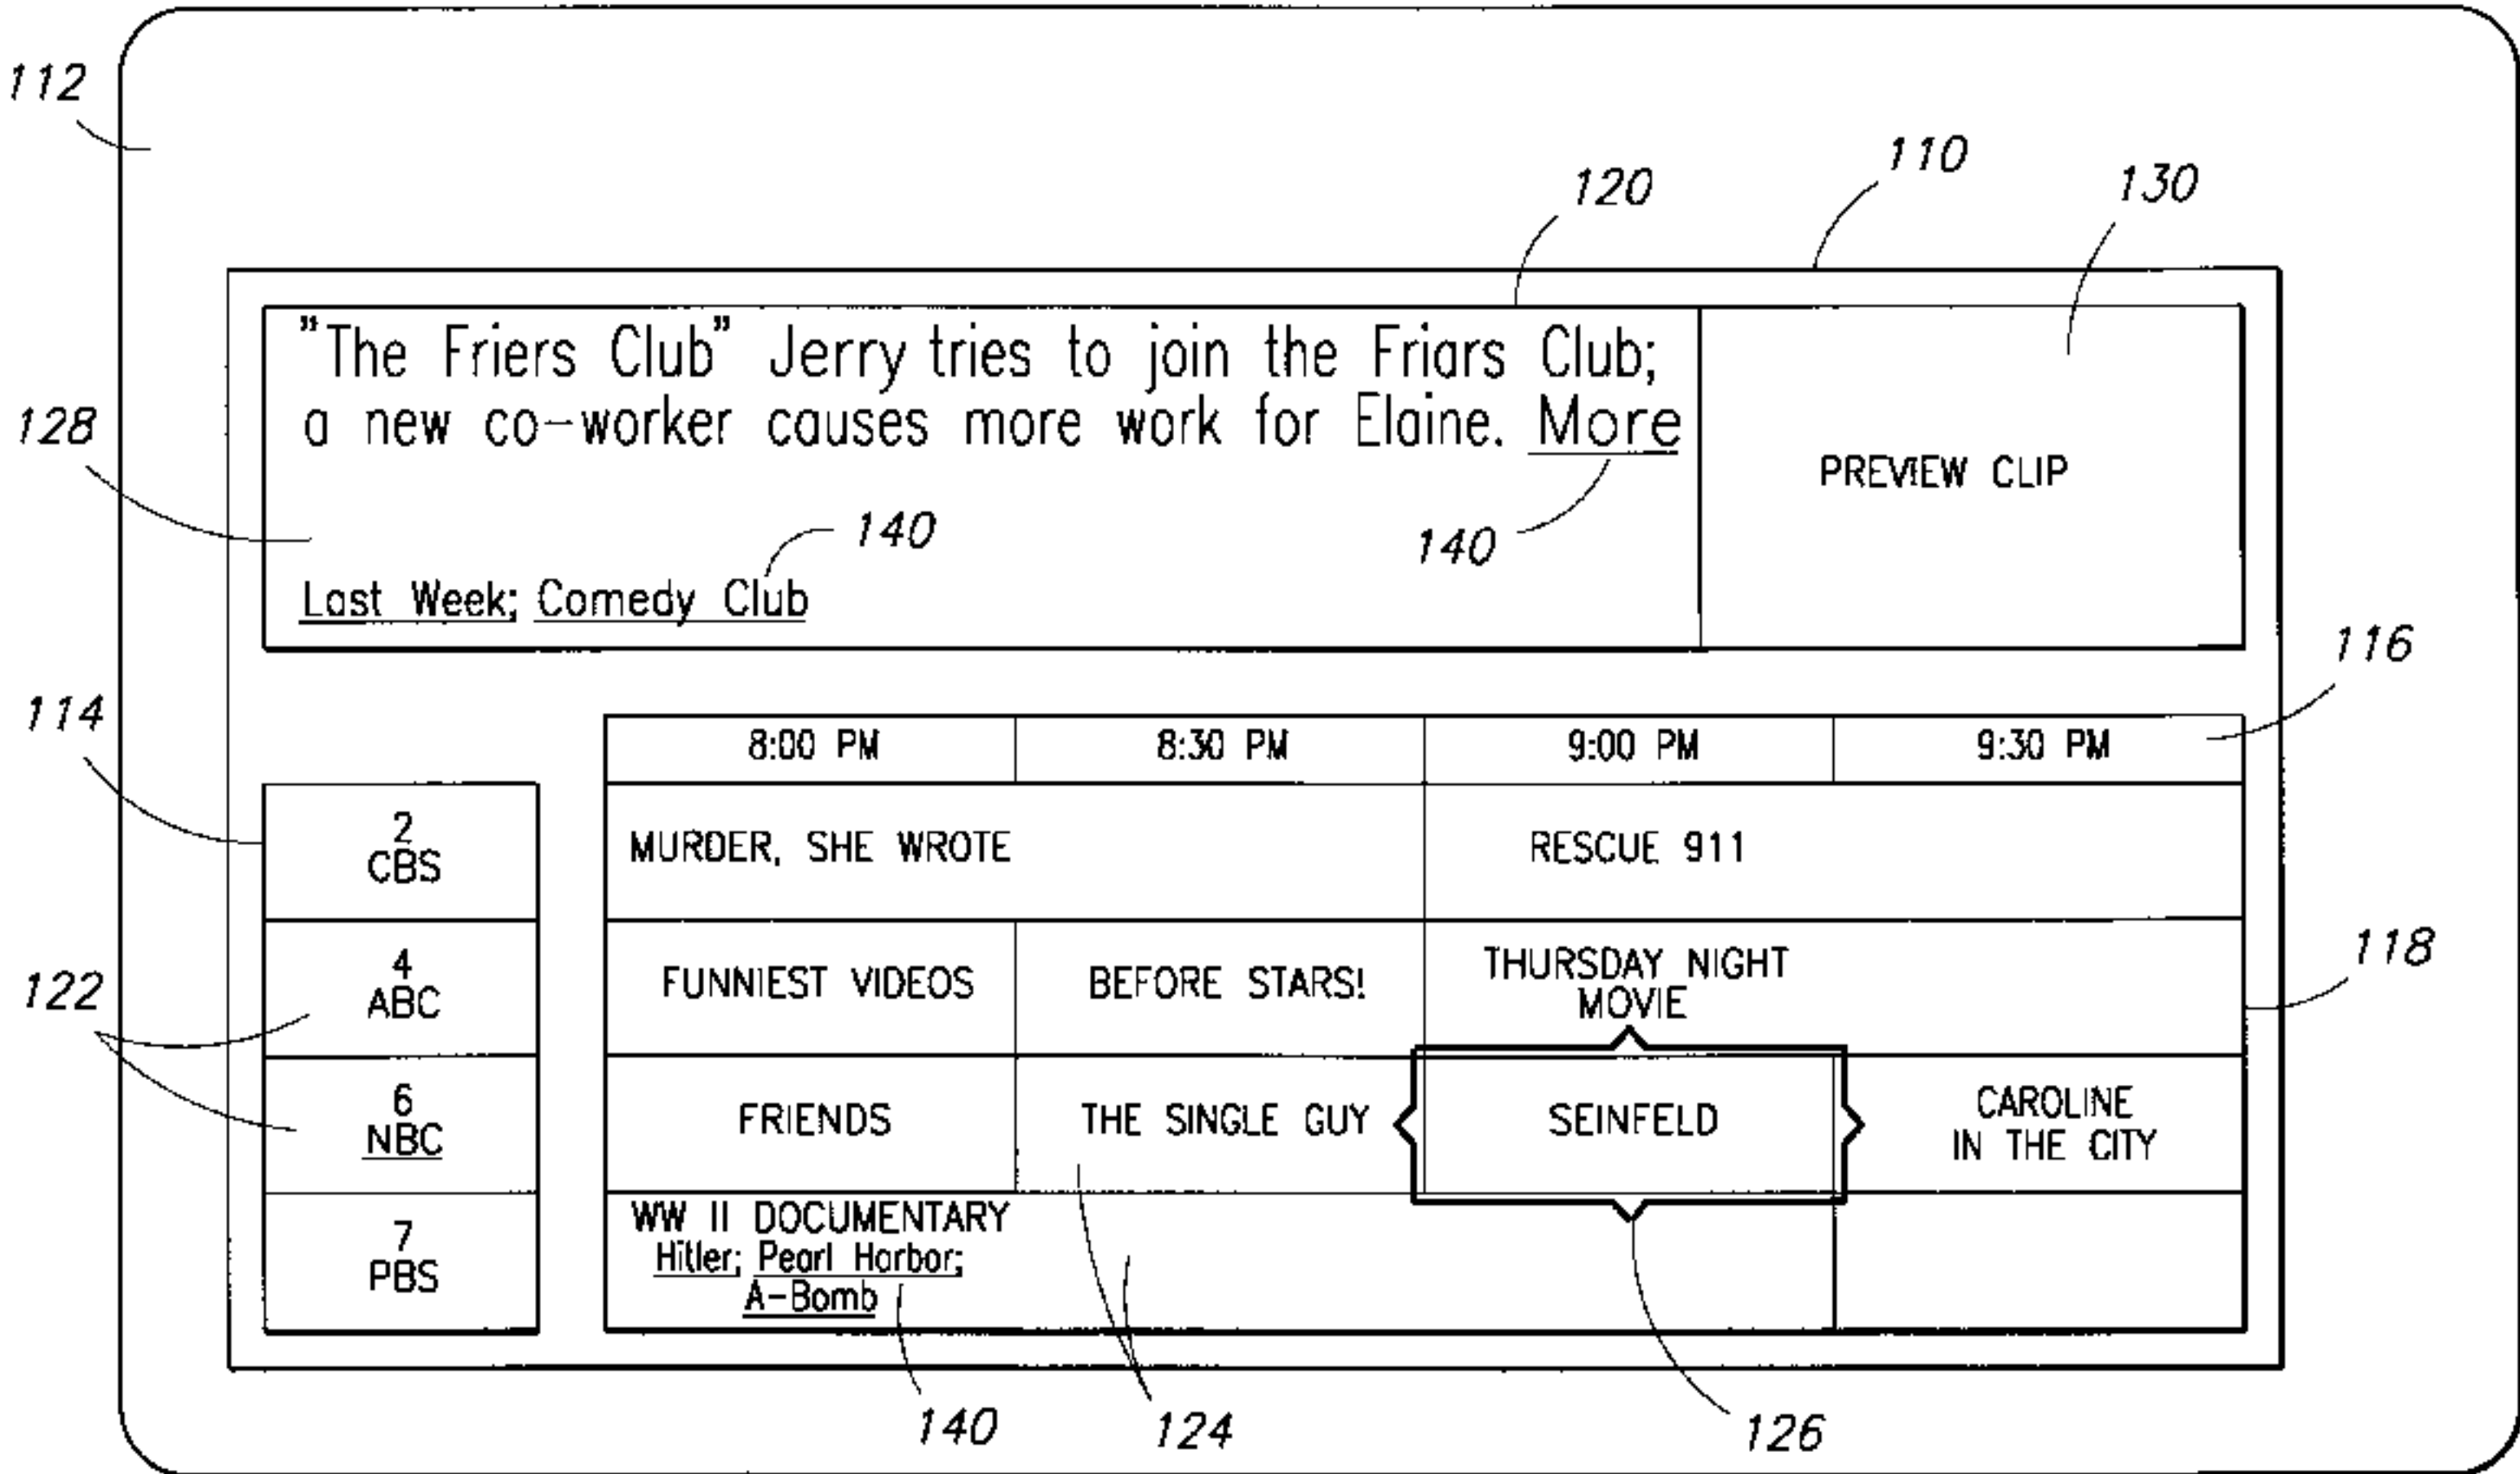 112
110
120
130
"The Friers Club" Jerry tries to join the Friars Club;
a new co-worker causes more work for Elaine. More
128
PREVIEW CLIP
140
140
Last Week; Comedy Club
116
114
8:00 PM 8:30 PM 9:00 PM 9:30 PM
2
CBS
MURDER, SHE WROTE
RESCUE 911
118
4
ABC
FUNNIEST VIDEOS
BEFORE STARS!
THURSDAY NIGHT
MOVIE
122
6
NBC
FRIENDS
THE SINGLE GUY
SEINFELD
CAROLINE
IN THE CITY
7
PBS
WW II DOCUMENTARY
Hitler; Pearl Harbor;
A-Bomb
140
124
126